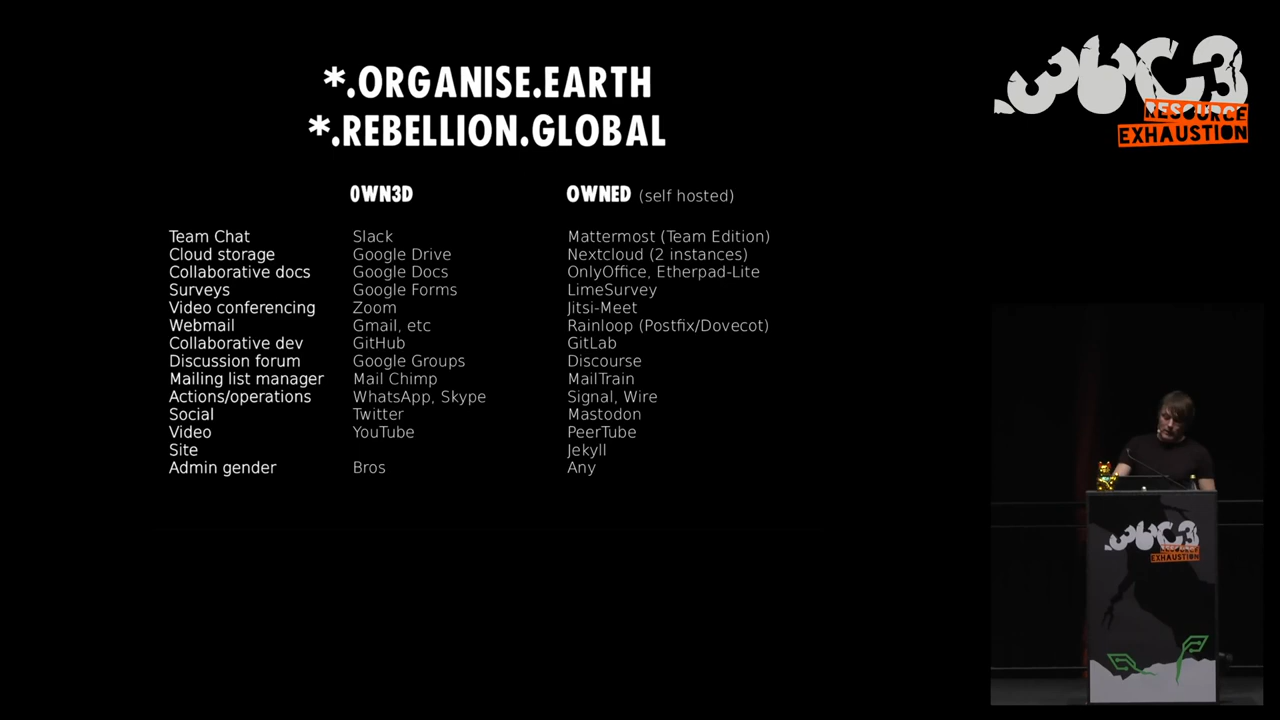 *.ORGANISE.EARTH
*.REBELLION.GLOBAL
0WN3D OWNED (self hosted)
Team Chat Slack Mattermost (Team Edition)
Cloud storage Google Drive Nextcloud (2 instances)
Collaborative docs Google Docs OnlyOffice, Etherpad-Lite
Surveys Google Forms LimeSurvey
Video conferencing Zoom Jitsi-Meet
Webmail Gmail, etc Rainloop (Postfix/Dovecot)
Collaborative dev GitHub GitLab
Discussion forum Google Groups Discourse
Mailing list manager Mail Chimp MailTrain
Actions/operations WhatsApp, Skype Signal, Wire
Social Twitter Mastodon
Video YouTube PeerTube
Site Jekyll
Admin gender Bros Any
36C3
RESOURCE
EXHAUSTION
36C3
RESOURCE
EXHAUSTION